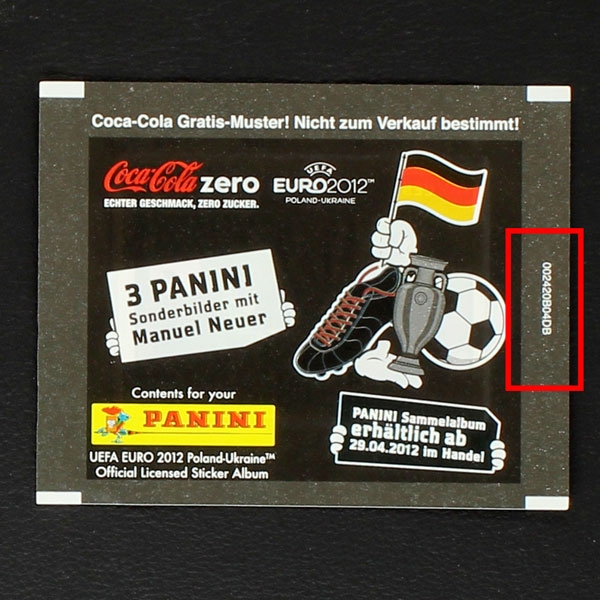 Coca-Cola Gratis-Muster! Nicht zum Verkauf bestimmt!
Coca-Cola zero
ECHTER GESCHMACK, ZERO ZUCKER.
UEFA
EURO2012™
POLAND-UKRAINE
3 PANINI
Sonderbilder mit
Manuel Neuer
002420B04DB
Contents for your
PANINI
UEFA EURO 2012 Poland-Ukraine™
Official Licensed Sticker Album
PANINI Sammelalbum
erhältlich ab
29.04.2012 im Handel